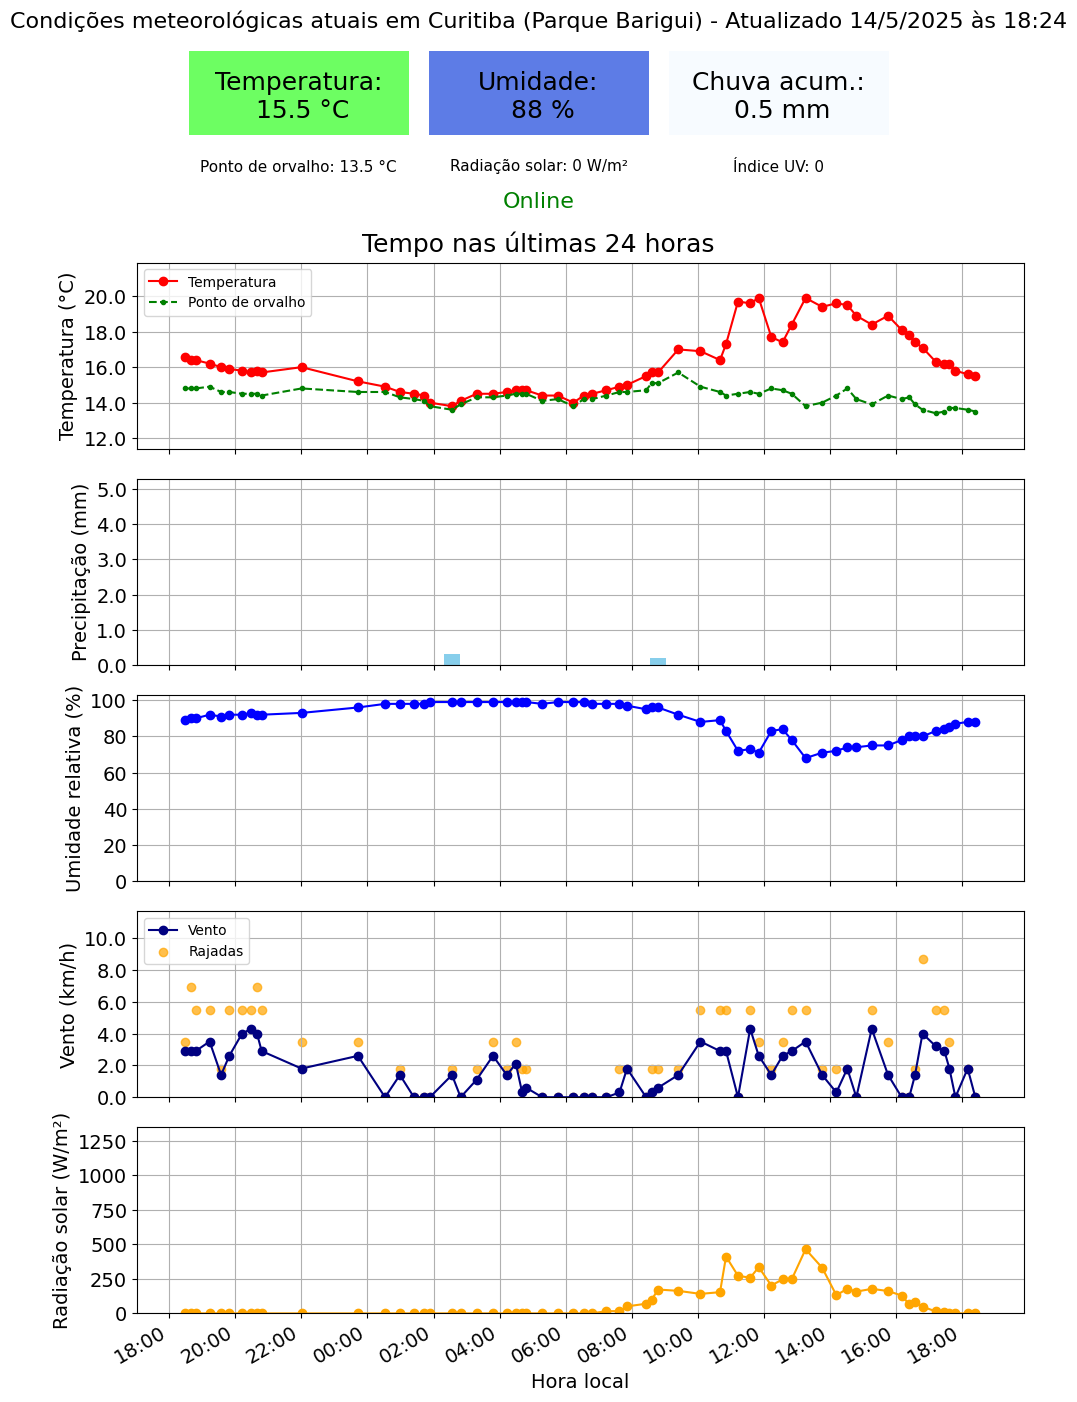 Condições meteorológicas atuais em Curitiba (Parque Barigui) - Atualizado 14/5/2025 às 18:24
Temperatura:
15.5 °C
Umidade:
88 %
Chuva acum.:
0.5 mm
Ponto de orvalho: 13.5 °C
Radiação solar: 0 W/m²
Índice UV: 0
Online
Tempo nas últimas 24 horas
Temperatura (°C)
20.0
18.0
16.0
14.0
12.0
Temperatura
Ponto de orvalho
Precipitação (mm)
5.0
4.0
3.0
2.0
1.0
0.0
Umidade relativa (%)
100
80
60
40
20
0
Vento (km/h)
10.0
8.0
6.0
4.0
2.0
0.0
Vento
Rajadas
Radiação solar (W/m²)
1250
1000
750
500
250
0
18:00
20:00
22:00
00:00
02:00
04:00
06:00
08:00
10:00
12:00
14:00
16:00
18:00
Hora local